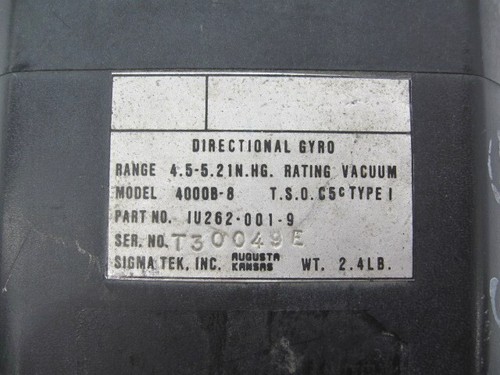 DIRECTIONAL GYRO
RANGE 4.5-5.2IN.HG. RATING VACUUM
MODEL 4000B-8 T.S.O. C5c TYPE I
PART NO. 1U262-001-9
SER. NO. T30049E
SIGMA TEK, INC. AUGUSTA KANSAS WT. 2.4LB.